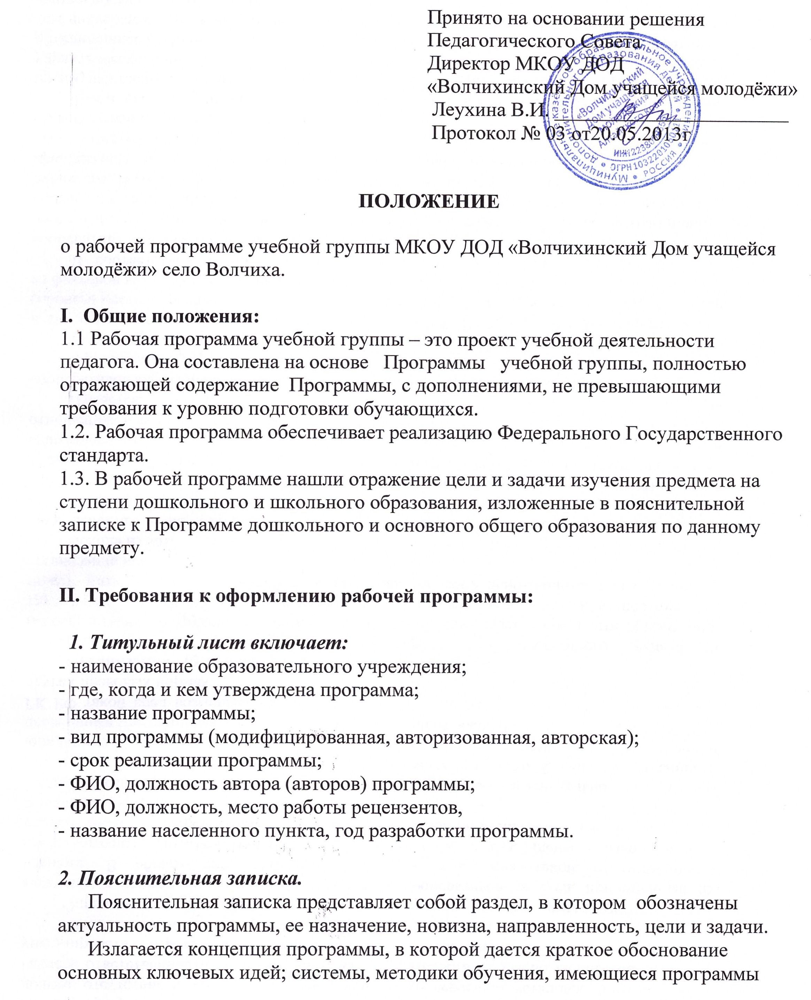 Принято на основании решения
Педагогического Совета
Директор МКОУ ДОД
«Волчихинский Дом учащейся молодёжи»
Леухина В.И.
Протокол № 03 от20.05.2013г
Муниципальное казённое образовательное учреждение • РОССИЯ •
дополнительного образования детей
«Волчихинский
Дом учащейся
молодёжи»
Алтайского края
ПОЛОЖЕНИЕ
о рабочей программе учебной группы МКОУ ДОД «Волчихинский Дом учащейся
молодёжи» село Волчиха.
I. Общие положения:
1.1 Рабочая программа учебной группы – это проект учебной деятельности
педагога. Она составлена на основе Программы учебной группы, полностью
отражающей содержание Программы, с дополнениями, не превышающими
требования к уровню подготовки обучающихся.
1.2. Рабочая программа обеспечивает реализацию Федерального Государственного
стандарта.
1.3. В рабочей программе нашли отражение цели и задачи изучения предмета на
ступени дошкольного и школьного образования, изложенные в пояснительной
записке к Программе дошкольного и основного общего образования по данному
предмету.
II. Требования к оформлению рабочей программы:
1. Титульный лист включает:
- наименование образовательного учреждения;
- где, когда и кем утверждена программа;
- название программы;
- вид программы (модифицированная, авторизованная, авторская);
- срок реализации программы;
- ФИО, должность автора (авторов) программы;
- ФИО, должность, место работы рецензентов,
- название населенного пункта, год разработки программы.
2. Пояснительная записка.
Пояснительная записка представляет собой раздел, в котором обозначены
актуальность программы, ее назначение, новизна, направленность, цели и задачи.
Излагается концепция программы, в которой дается краткое обоснование
основных ключевых идей; системы, методики обучения, имеющиеся программы